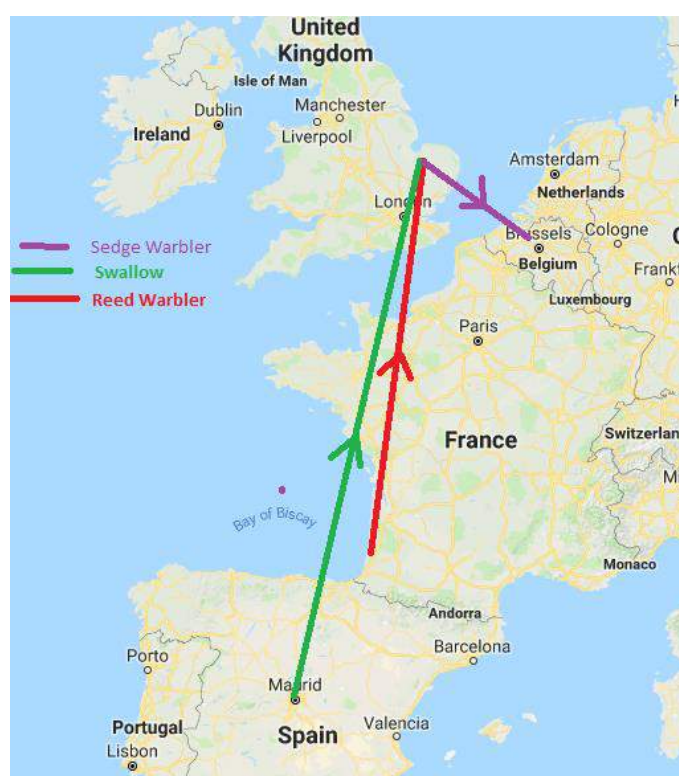 United
Kingdom
Isle of Man
Dublin
Manchester
Ireland
Liverpool
Amsterdam
London
Netherlands
Sedge Warbler
Brussels
Cologne
Swallow
Belgium
Frankf
Reed Warbler
Luxembourg
Paris
France
Switzerlan
Bay of Biscay
Monaco
Andorra
Porto
Barcelona
Madrid
Portugal
Spain
Valencia
Lisbon